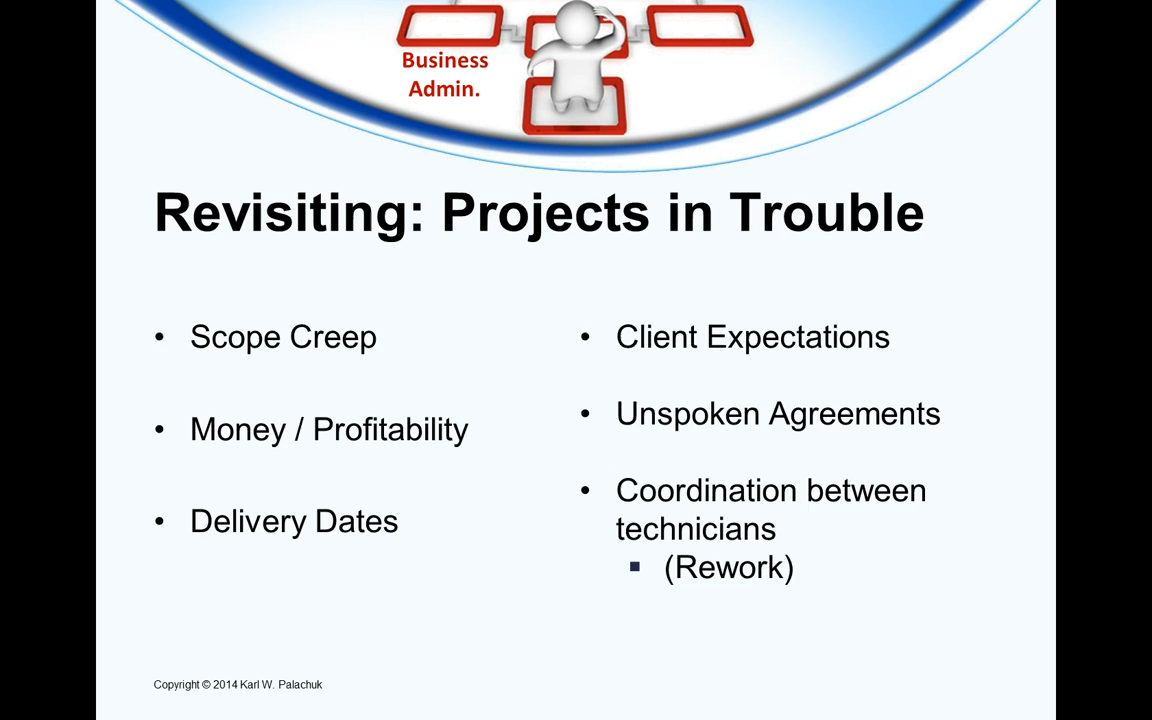 Business
Admin.
Revisiting: Projects in Trouble
• Scope Creep
• Money / Profitability
• Delivery Dates
• Client Expectations
• Unspoken Agreements
• Coordination between
technicians
▪ (Rework)
Copyright © 2014 Karl W. Palachuk